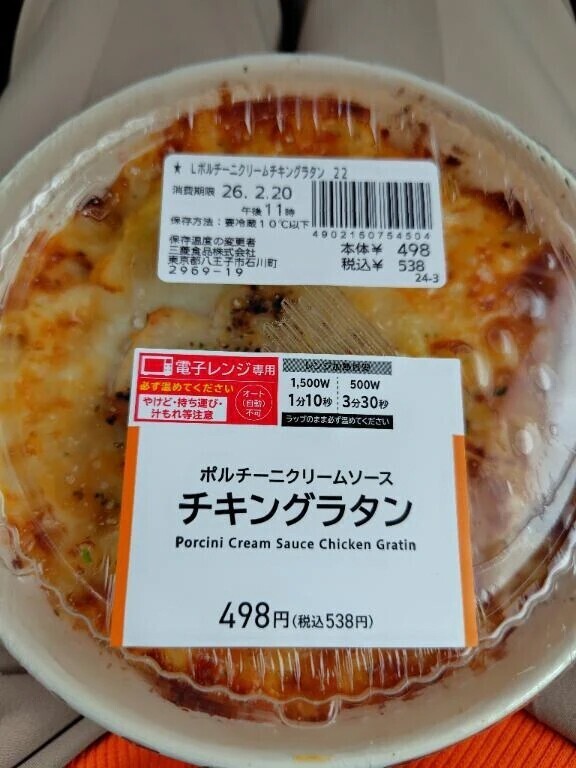 ★ Lポルチーニクリームチキングラタン 22
消費期限 26. 2.20
午後11時
保存方法：要冷蔵10℃以下
4902150754504
保存温度の変更者
三菱食品株式会社
東京都八王子市石川町
2969-19
本体¥ 498
税込¥ 538
24-3
電子レンジ専用
必ず温めてください
やけど・持ち運び・
汁もれ等注意
オート
(自動)
不可
レンジ加熱目安
1,500W 500W
1分10秒 3分30秒
ラップのまま必ず温めてください
ポルチーニクリームソース
チキングラタン
Porcini Cream Sauce Chicken Gratin
498円(税込538円)